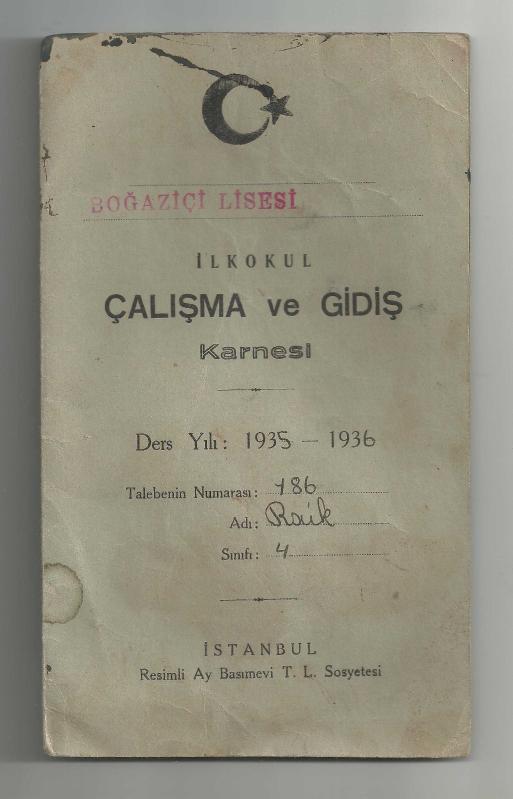 BOĞAZİÇİ LİSESİ
İLKOKUL
ÇALIŞMA ve GİDİŞ
Karnesi
Ders Yılı: 1935 — 1936
Talebenin Numarası: 186
Adı: Raik
Sınıfı: 4
İSTANBUL
Resimli Ay Basımevi T. L. Sosyetesi